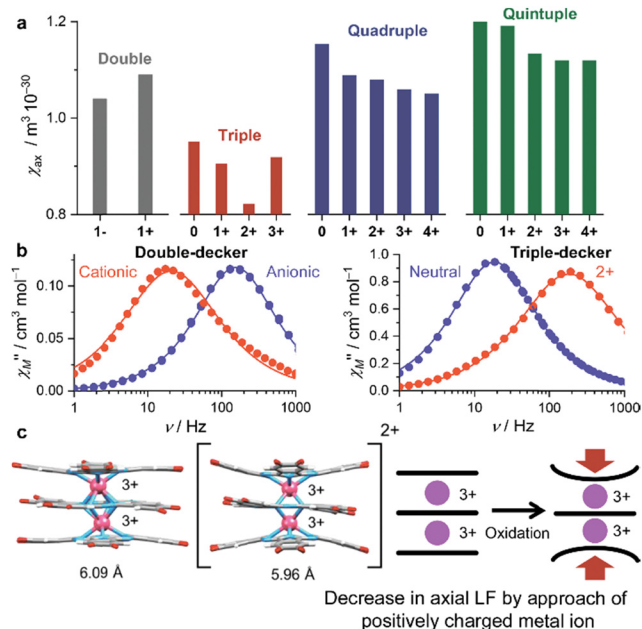 a
1.2
1.0
0.8
χax / m³ 10⁻³⁰
Double
Triple
Quadruple
Quintuple
1- 1+ 0 1+ 2+ 3+ 0 1+ 2+ 3+ 4+ 0 1+ 2+ 3+ 4+
b
Double-decker
Cationic Anionic
0.10
0.05
0.00
χM'' / cm³ mol⁻¹
1 10 100 1000
ν / Hz
Triple-decker
Neutral 2+
1.0
0.8
0.6
0.4
0.2
0.0
χM'' / cm³ mol⁻¹
1 10 100 1000
ν / Hz
c
3+
3+
6.09 Å
2+
3+
3+
5.96 Å
3+
3+
Oxidation
3+
3+
Decrease in axial LF by approach of
positively charged metal ion